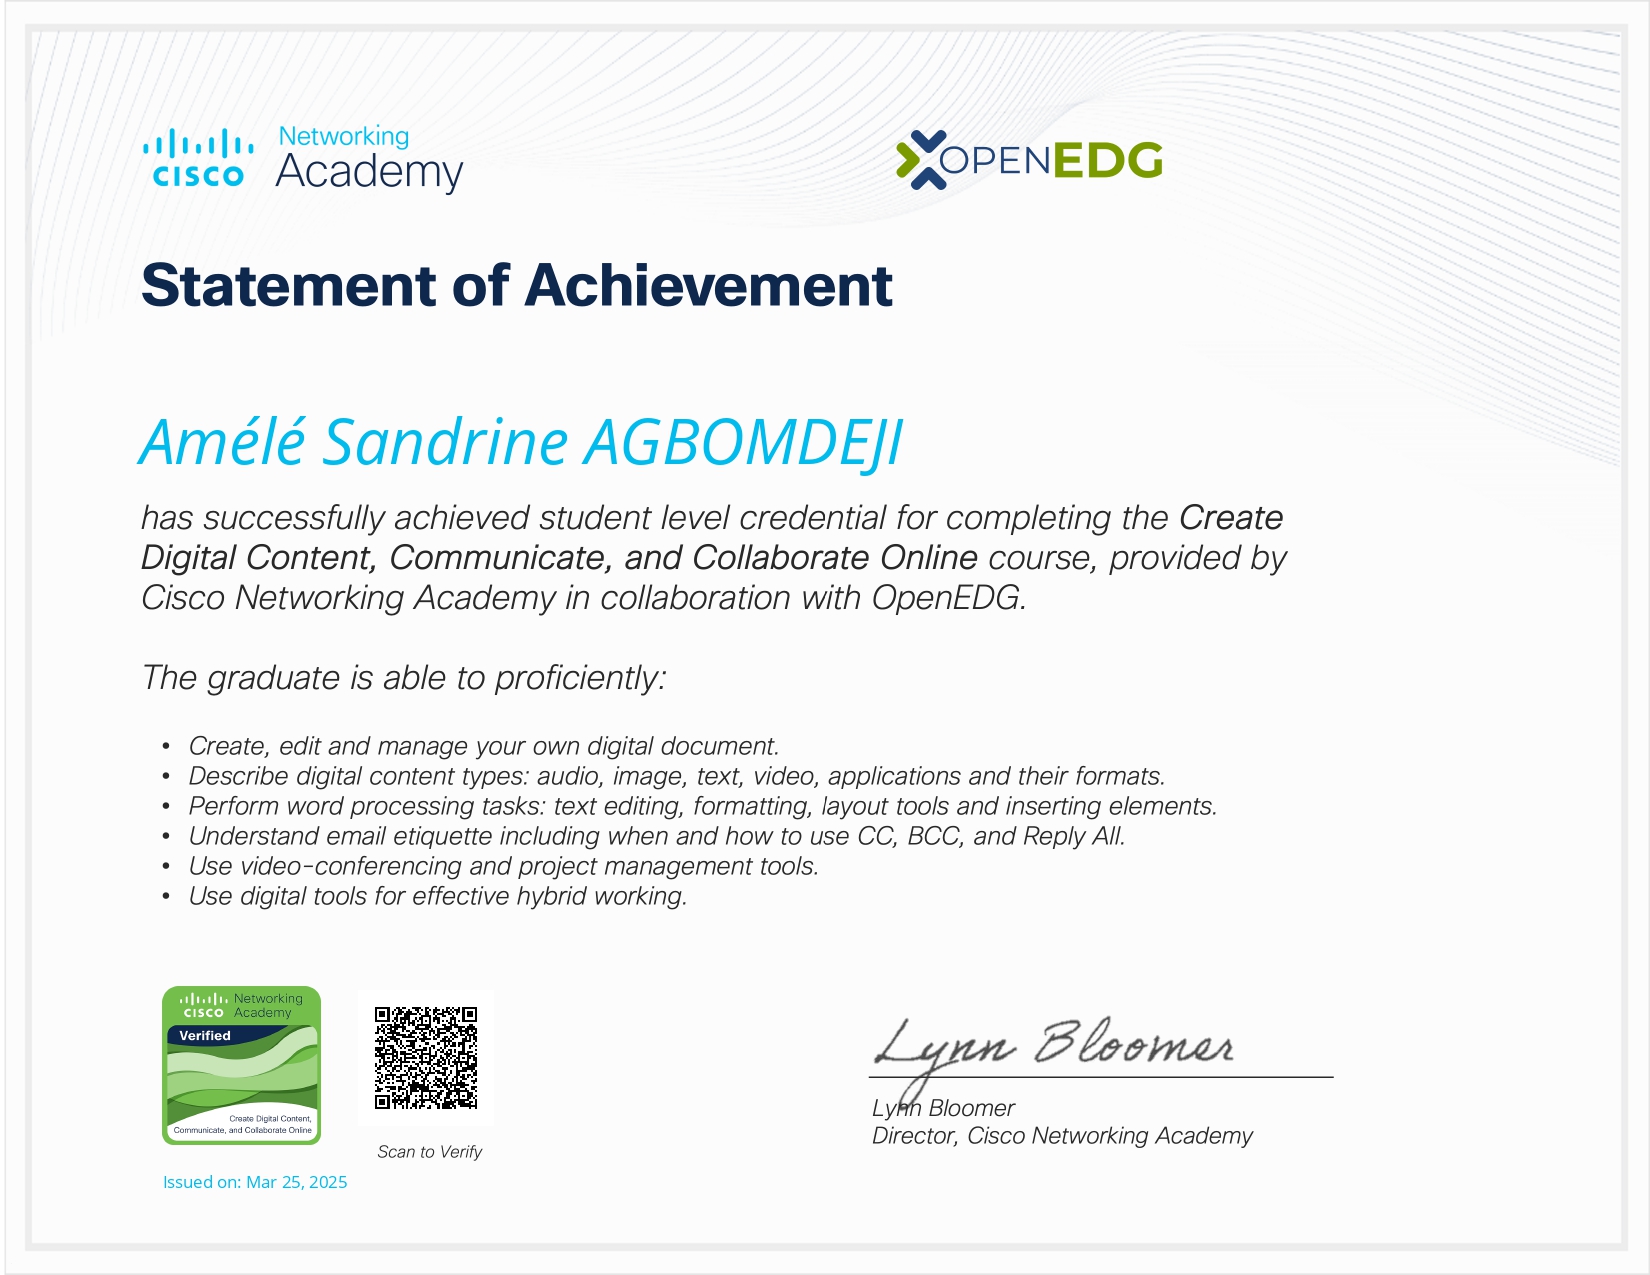 CISCO Networking Academy
OPENEDG
Statement of Achievement
Amélé Sandrine AGBOMDEJI
has successfully achieved student level credential for completing the Create
Digital Content, Communicate, and Collaborate Online course, provided by
Cisco Networking Academy in collaboration with OpenEDG.
The graduate is able to proficiently:
• Create, edit and manage your own digital document.
• Describe digital content types: audio, image, text, video, applications and their formats.
• Perform word processing tasks: text editing, formatting, layout tools and inserting elements.
• Understand email etiquette including when and how to use CC, BCC, and Reply All.
• Use video-conferencing and project management tools.
• Use digital tools for effective hybrid working.
CISCO Networking Academy
Verified
Create Digital Content,
Communicate, and Collaborate Online
Scan to Verify
Issued on: Mar 25, 2025
Lynn Bloomer
Lynn Bloomer
Director, Cisco Networking Academy